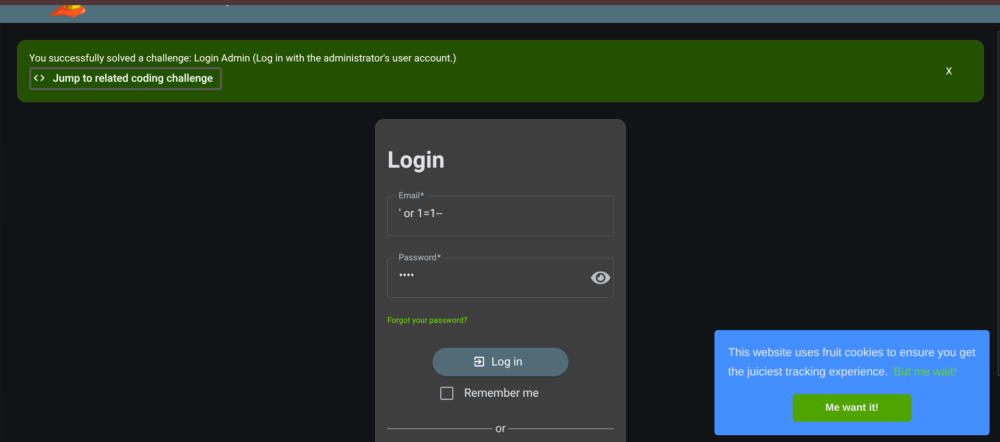 You successfully solved a challenge: Login Admin (Log in with the administrator's user account.)
<> Jump to related coding challenge
X
Login
Email*
' or 1=1--
Password*
••••
Forgot your password?
Log in
Remember me
or
This website uses fruit cookies to ensure you get
the juiciest tracking experience. But me wait!
Me want it!